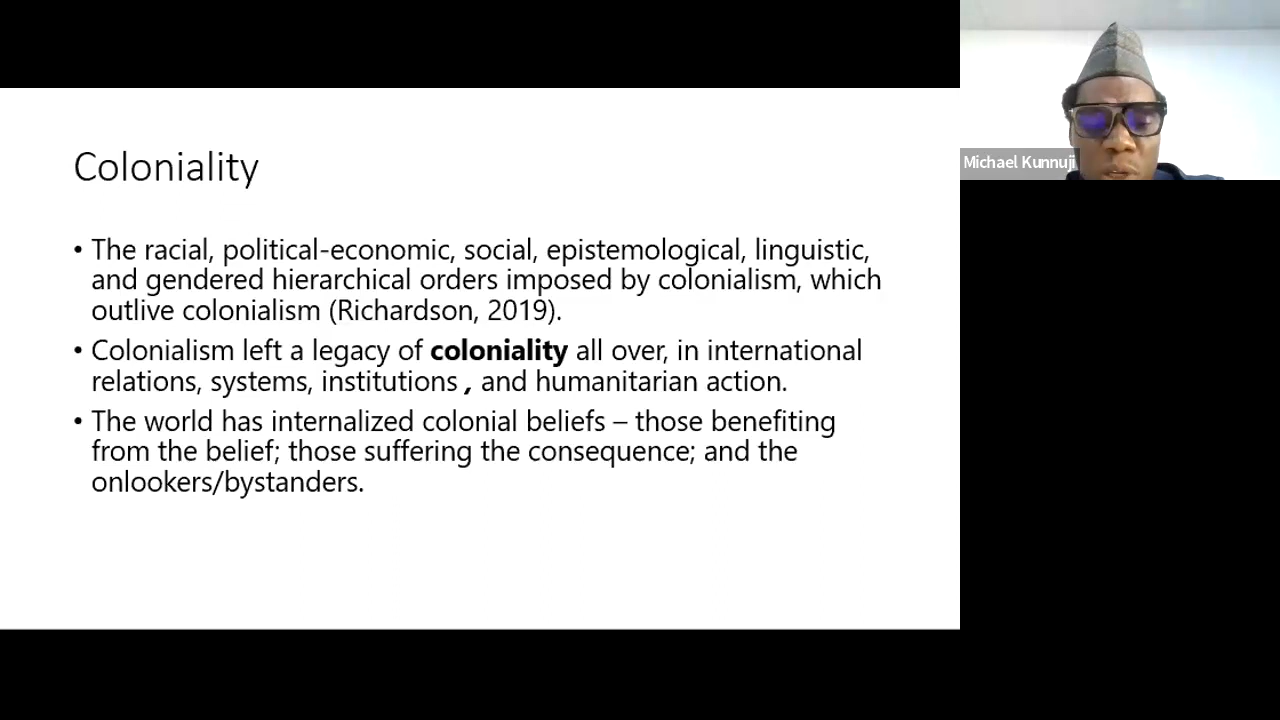 Coloniality
• The racial, political-economic, social, epistemological, linguistic,
and gendered hierarchical orders imposed by colonialism, which
outlive colonialism (Richardson, 2019).
• Colonialism left a legacy of coloniality all over, in international
relations, systems, institutions , and humanitarian action.
• The world has internalized colonial beliefs – those benefiting
from the belief; those suffering the consequence; and the
onlookers/bystanders.
Michael Kunnuji